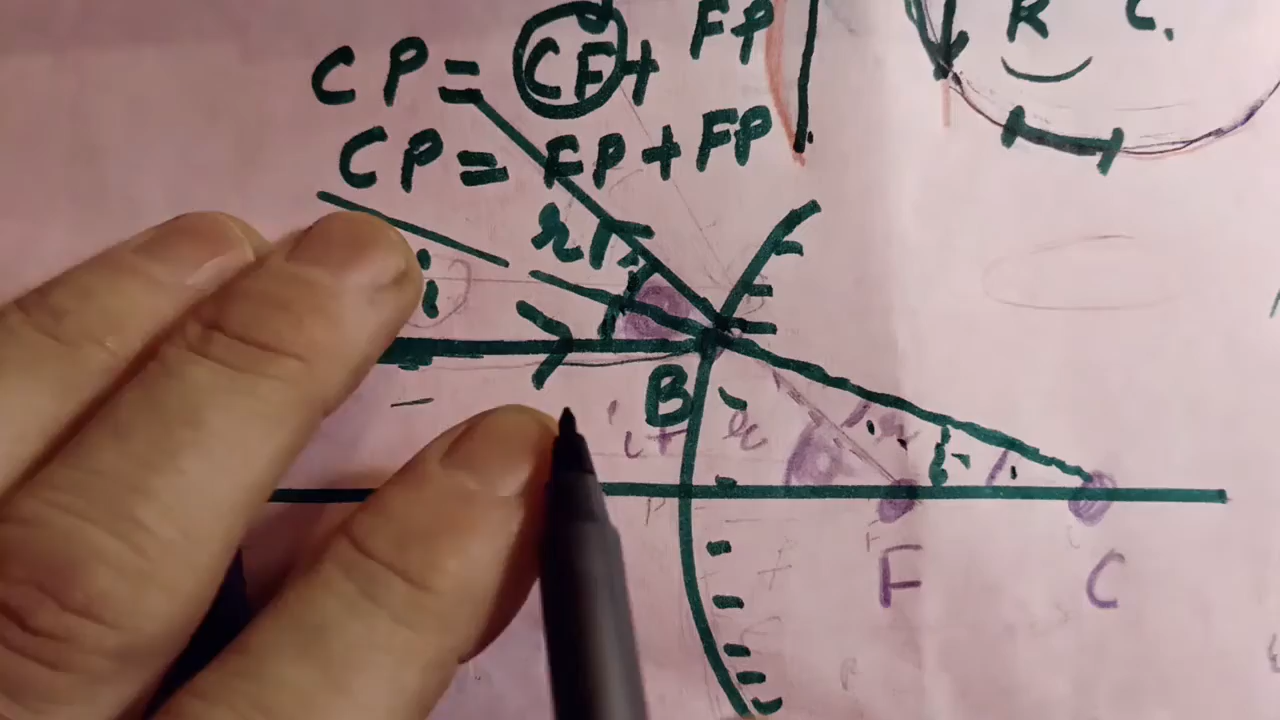 CP = CF + FP
R C.
CP = FP + FP
r
i
B
r
i
F C